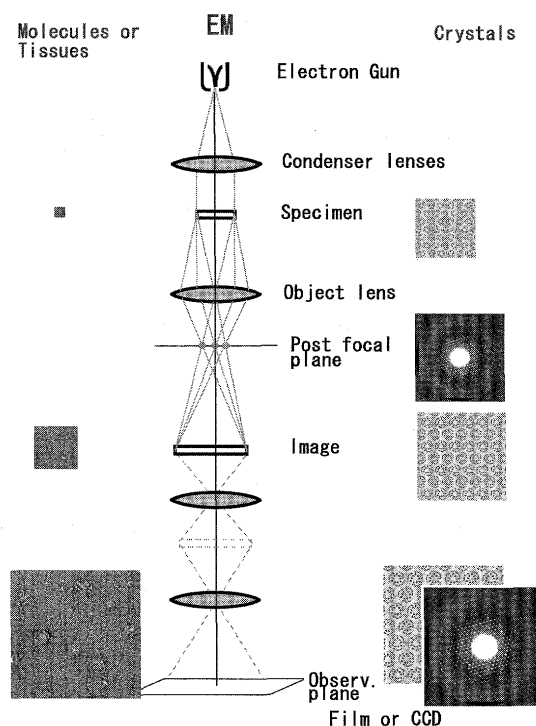 Molecules or
Tissues
EM
Crystals
Electron Gun
Condenser lenses
Specimen
Object lens
Post focal
plane
Image
Observ.
plane
Film or CCD